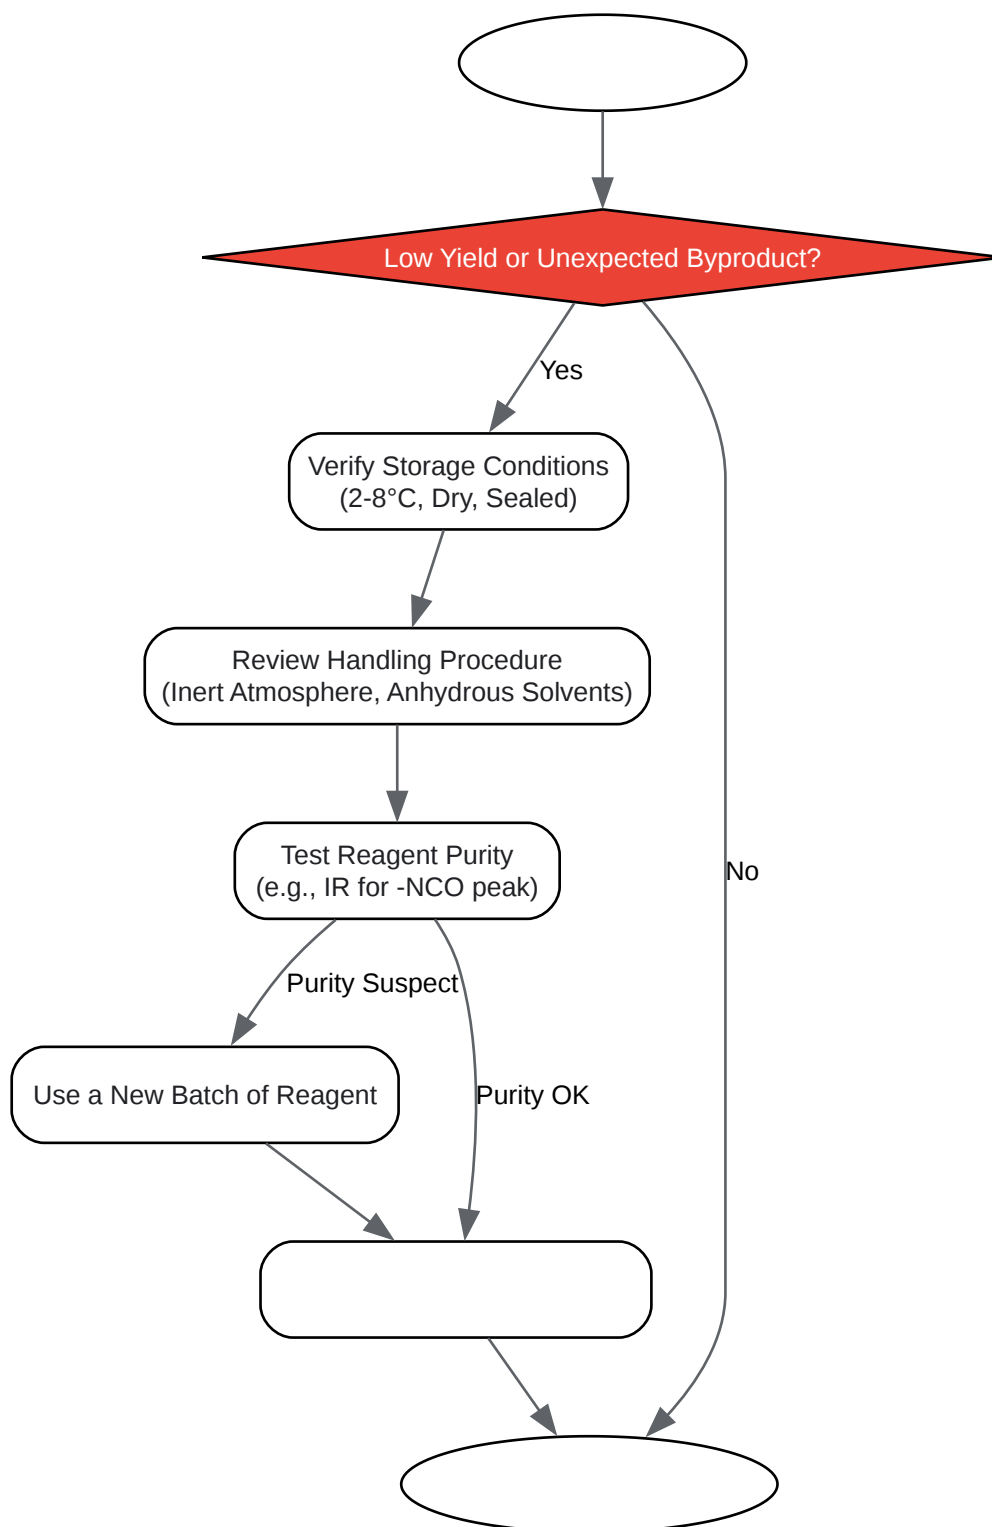 Low Yield or Unexpected Byproduct?
Yes
Verify Storage Conditions
(2-8°C, Dry, Sealed)
Review Handling Procedure
(Inert Atmosphere, Anhydrous Solvents)
Test Reagent Purity
(e.g., IR for -NCO peak)
No
Purity Suspect
Use a New Batch of Reagent
Purity OK